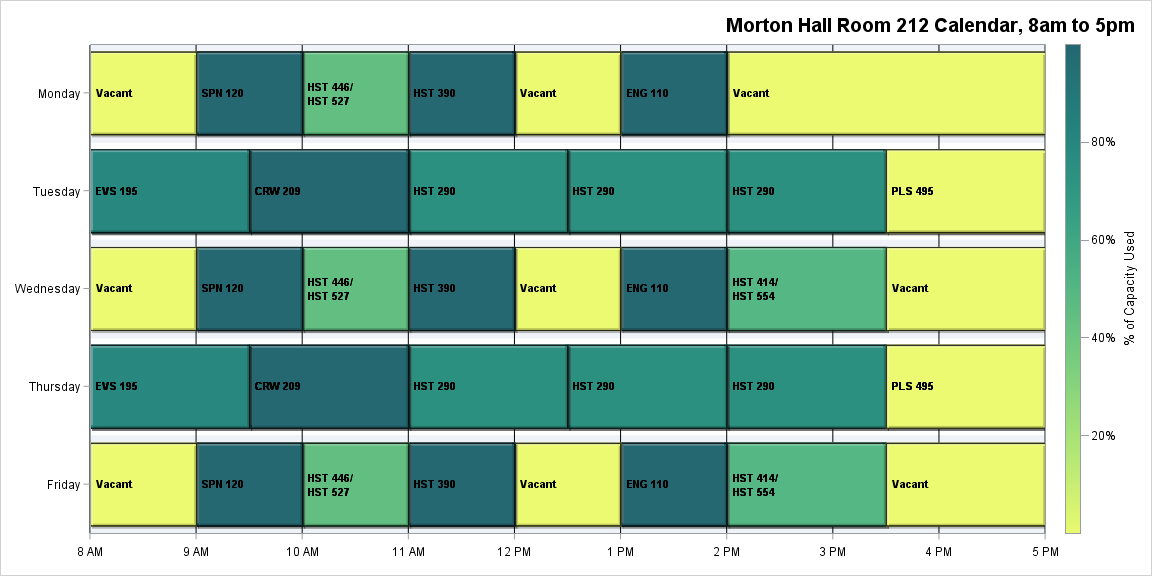 Morton Hall Room 212 Calendar, 8am to 5pm
Monday
Vacant
SPN 120
HST 446/
HST 527
HST 390
Vacant
ENG 110
Vacant
Tuesday
EVS 195
CRW 209
HST 290
HST 290
HST 290
PLS 495
Wednesday
Vacant
SPN 120
HST 446/
HST 527
HST 390
Vacant
ENG 110
HST 414/
HST 554
Vacant
Thursday
EVS 195
CRW 209
HST 290
HST 290
HST 290
PLS 495
Friday
Vacant
SPN 120
HST 446/
HST 527
HST 390
Vacant
ENG 110
HST 414/
HST 554
Vacant
8 AM
9 AM
10 AM
11 AM
12 PM
1 PM
2 PM
3 PM
4 PM
5 PM
80%
60%
40%
20%
% of Capacity Used